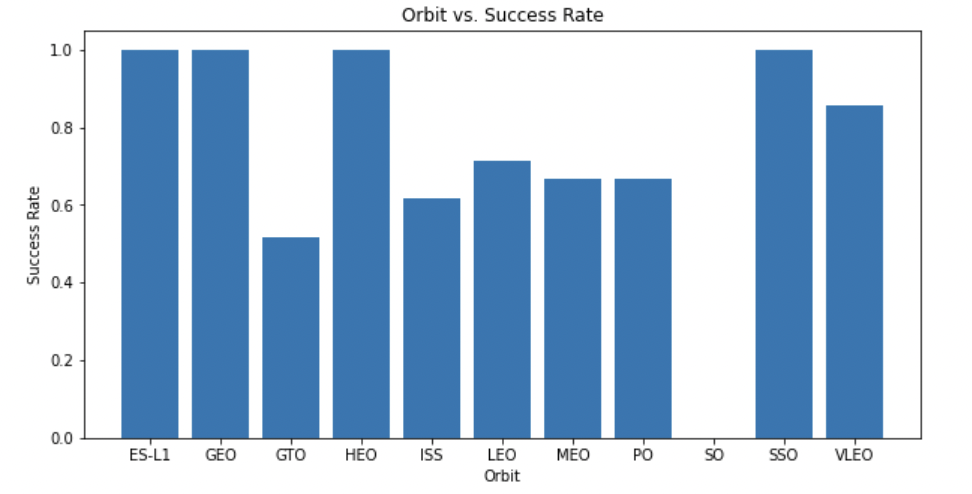 Orbit vs. Success Rate
1.0
0.8
0.6
0.4
0.2
0.0
Success Rate
ES-L1 GEO GTO HEO ISS LEO MEO PO SO SSO VLEO
Orbit